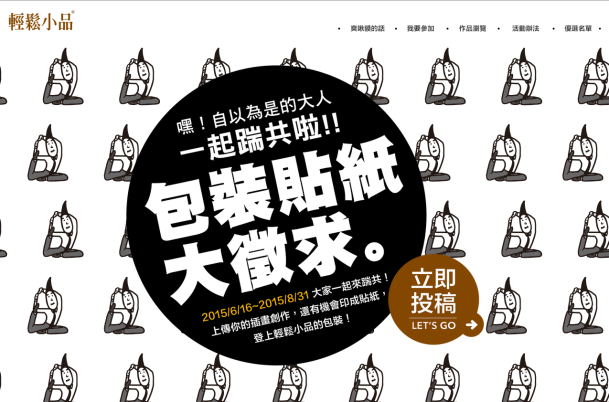 輕鬆小品®
• 爽啾鎖的話 • 我要參加 • 作品瀏覽 • 活動辦法 • 優選名單 •
嘿！自以為是的大人
一起踹共啦!!
包裝貼紙
大徵求。
2015/6/16~2015/8/31 大家一起來踹共！
上傳你的插畫創作，還有機會印成貼紙，
登上輕鬆小品的包裝！
立即
投稿
LET'S GO